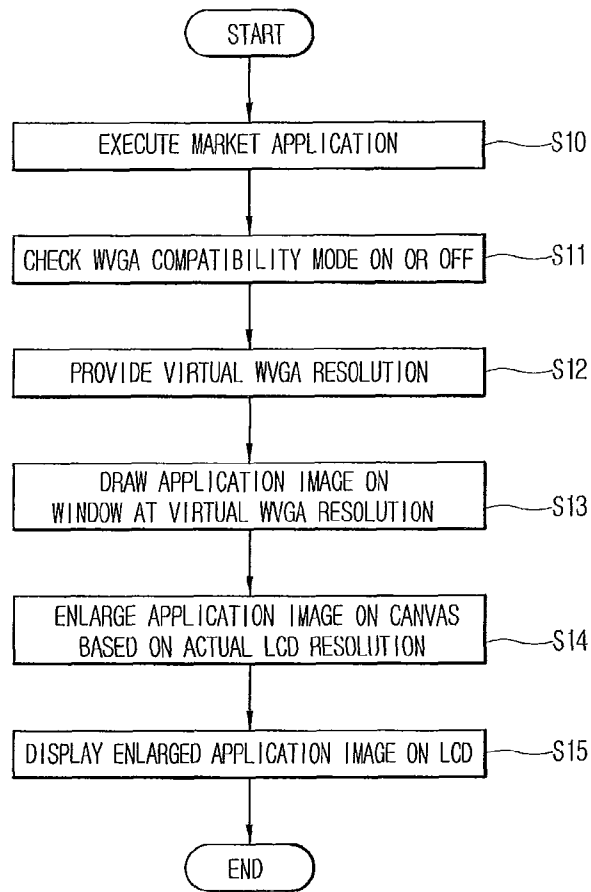 START
EXECUTE MARKET APPLICATION
S10
CHECK WVGA COMPATIBILITY MODE ON OR OFF
S11
PROVIDE VIRTUAL WVGA RESOLUTION
S12
DRAW APPLICATION IMAGE ON
WINDOW AT VIRTUAL WVGA RESOLUTION
S13
ENLARGE APPLICATION IMAGE ON CANVAS
BASED ON ACTUAL LCD RESOLUTION
S14
DISPLAY ENLARGED APPLICATION IMAGE ON LCD
S15
END